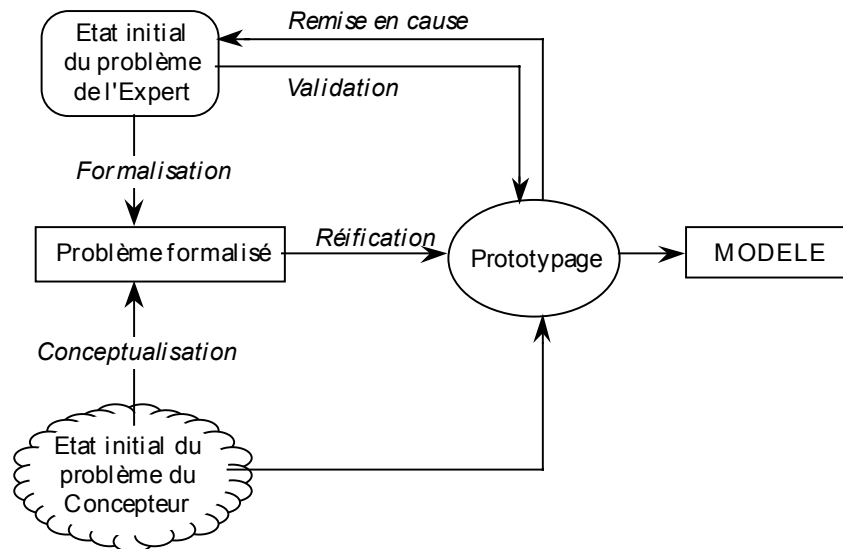 Etat initial
du problème
de l'Expert
Remise en cause
Validation
Formalisation
Problème formalisé
Réification
Prototypage
MODELE
Conceptualisation
Etat initial du
problème du
Concepteur